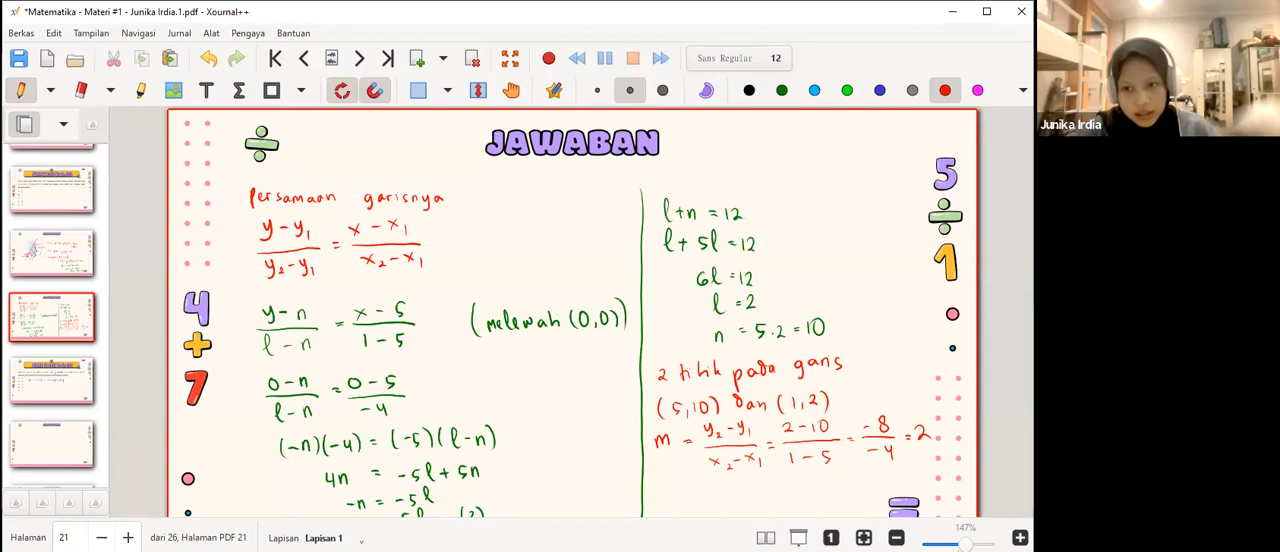 *Matematika - Materi #1 - Junika Irdia.1.pdf - Xournal++
Berkas Edit Tampilan Navigasi Jurnal Alat Pengaya Bantuan
Sans Regular 12
Junika Irdia
JAWABAN
4
+
7
5
÷
1
=
Persamaan garisnya
y-y₁/y₂-y₁ = x-x₁/x₂-x₁
y-n/l-n = x-5/1-5 (melewati (0,0))
0-n/l-n = 0-5/-4
(-n)(-4) = (-5)(l-n)
4n = -5l + 5n
-n = -5l
l+n = 12
l + 5l = 12
6l = 12
l = 2
n = 5.2 = 10
2 titik pada garis
(5,10) dan (1,2)
m = y₂-y₁/x₂-x₁ = 2-10/1-5 = -8/-4 = 2
Halaman 21 dari 26, Halaman PDF 21 Lapisan Lapisan 1
147%